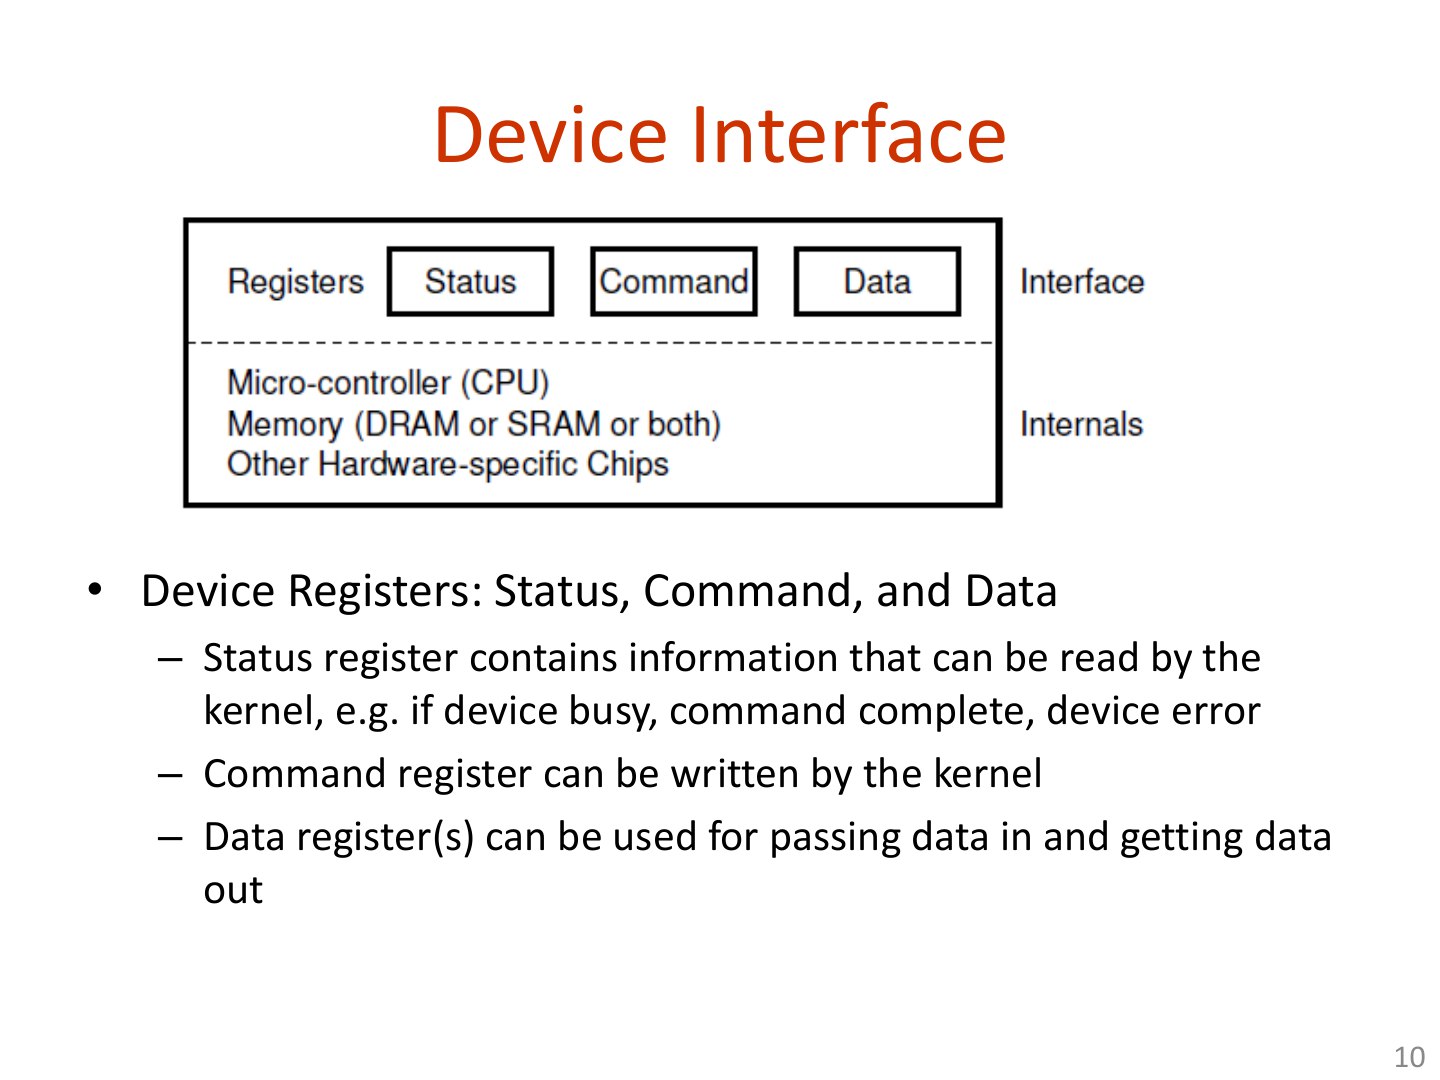 Device Interface
Registers Status Command Data Interface
Micro-controller (CPU)
Memory (DRAM or SRAM or both) Internals
Other Hardware-specific Chips
• Device Registers: Status, Command, and Data
– Status register contains information that can be read by the
kernel, e.g. if device busy, command complete, device error
– Command register can be written by the kernel
– Data register(s) can be used for passing data in and getting data
out
10